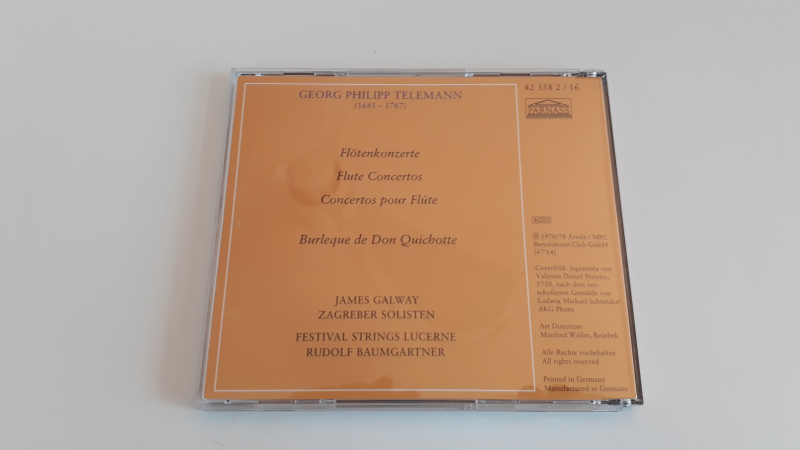 GEORG PHILIPP TELEMANN
(1681 – 1767)
Flötenkonzerte
Flute Concertos
Concertos pour Flûte
Burleque de Don Quichotte
JAMES GALWAY
ZAGREBER SOLISTEN
FESTIVAL STRINGS LUCERNE
RUDOLF BAUMGARTNER
42 358 2 / 16
PARNASS
ADD
℗ 1974/78 Ariola / MPC
Bertelsmann Club GmbH
(47'14)
Coverbild: Aquatinta von
Valentin Daniel Preisler,
1730, nach dem ver-
schollenen Gemälde von
Ludwig Michael Schneider/
AKG Photo
Art Direction:
Manfred Waller, Reinbek
Alle Rechte vorbehalten
All rights reserved
Printed in Germany
Manufactured in Germany